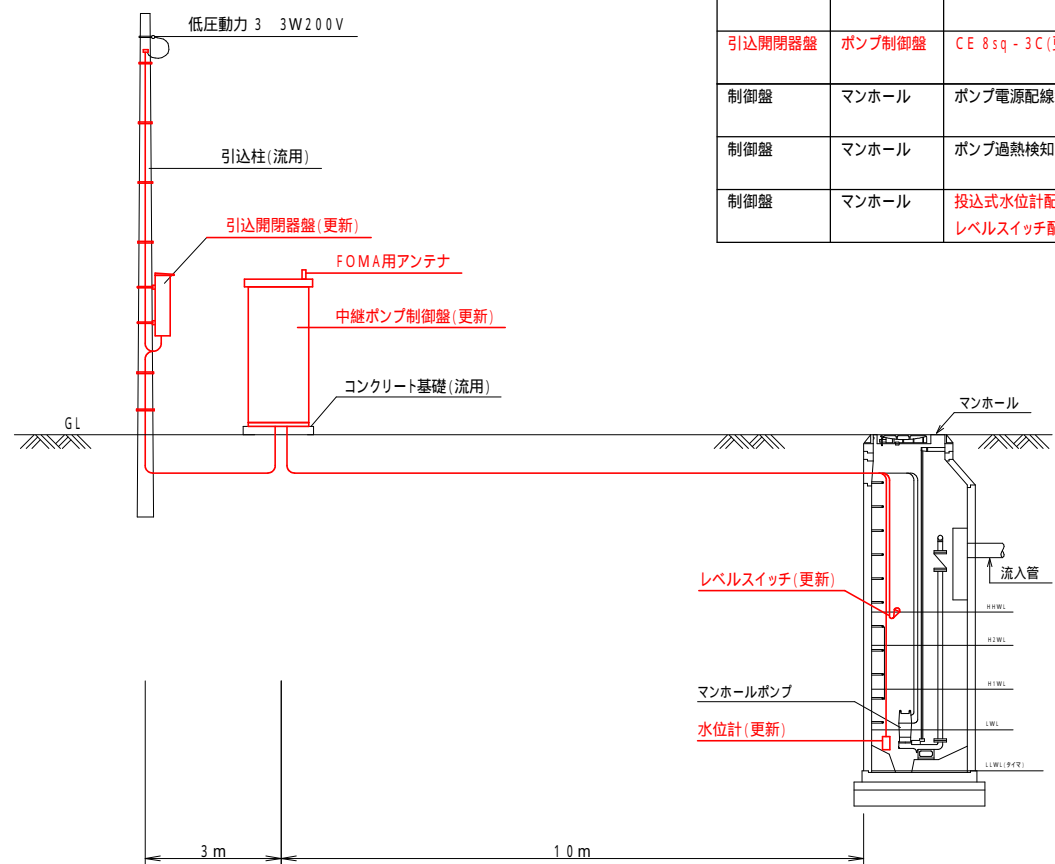 低圧動力 3 3W200V
引込開閉器盤 ポンプ制御盤 CE 8sq - 3C(
制御盤 マンホール ポンプ電源配線
制御盤 マンホール ポンプ過熱検知
制御盤 マンホール 投込式水位計配
レベルスイッチ配
引込柱(流用)
引込開閉器盤(更新)
FOMA用アンテナ
中継ポンプ制御盤(更新)
コンクリート基礎(流用)
GL
マンホール
流入管
レベルスイッチ(更新)
HHWL
H2WL
H1WL
マンホールポンプ
水位計(更新)
LWL
LLWL(タイマ)
3m
10m